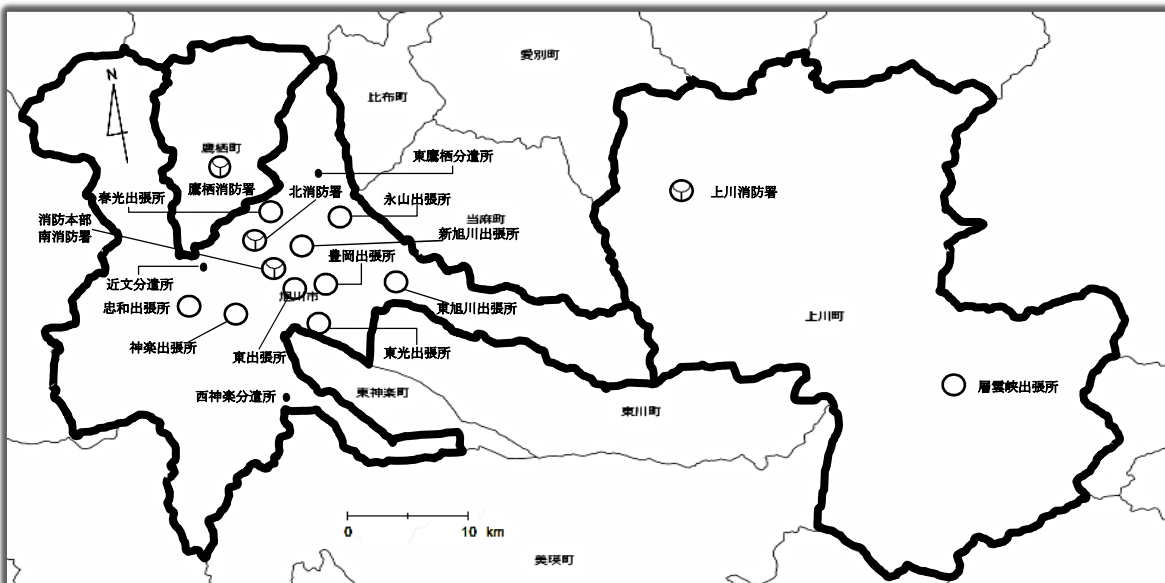 愛別町
N
比布町
鷹栖町
東鷹栖分遣所
鷹栖消防署
北消防署
上川消防署
春光出張所
永山出張所
消防本部
南消防署
当麻町
新旭川出張所
豊岡出張所
近文分遣所
旭川市
忠和出張所
東旭川出張所
上川町
神楽出張所
東出張所
東光出張所
層雲峡出張所
西神楽分遣所
東神楽町
東川町
0 10 km
美瑛町